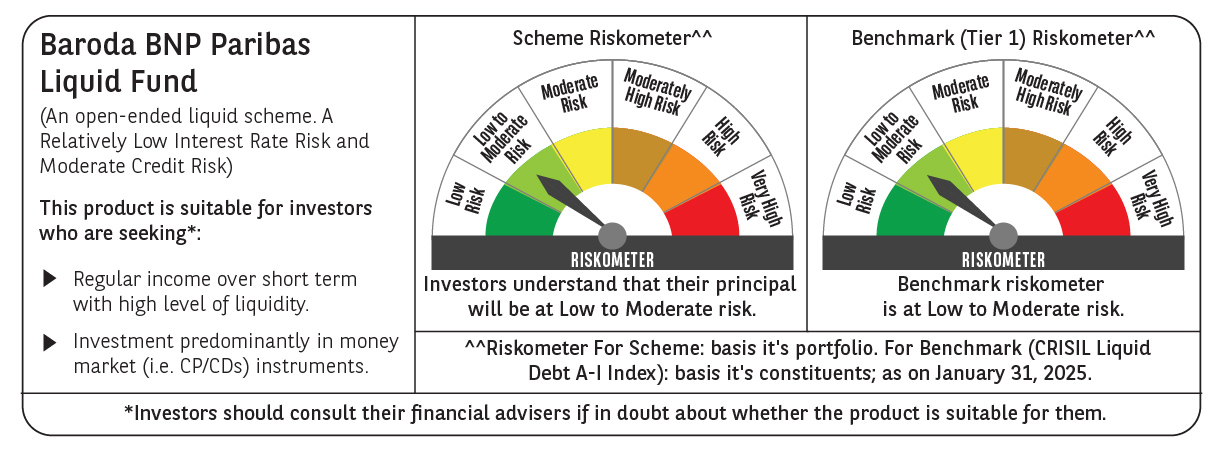 Baroda BNP Paribas
Liquid Fund
(An open-ended liquid scheme. A
Relatively Low Interest Rate Risk and
Moderate Credit Risk)
This product is suitable for investors
who are seeking*:
Regular income over short term
with high level of liquidity.
Investment predominantly in money
market (i.e. CP/CDs) instruments.
Scheme Riskometer^^
Low
Risk
Low to
Moderate
Risk
Moderate
Risk
Moderately
High Risk
High
Risk
Very High
Risk
RISKOMETER
Investors understand that their principal
will be at Low to Moderate risk.
Benchmark (Tier 1) Riskometer^^
Low
Risk
Low to
Moderate
Risk
Moderate
Risk
Moderately
High Risk
High
Risk
Very High
Risk
RISKOMETER
Benchmark riskometer
is at Low to Moderate risk.
^^Riskometer For Scheme: basis it's portfolio. For Benchmark (CRISIL Liquid
Debt A-I Index): basis it's constituents; as on January 31, 2025.
*Investors should consult their financial advisers if in doubt about whether the product is suitable for them.